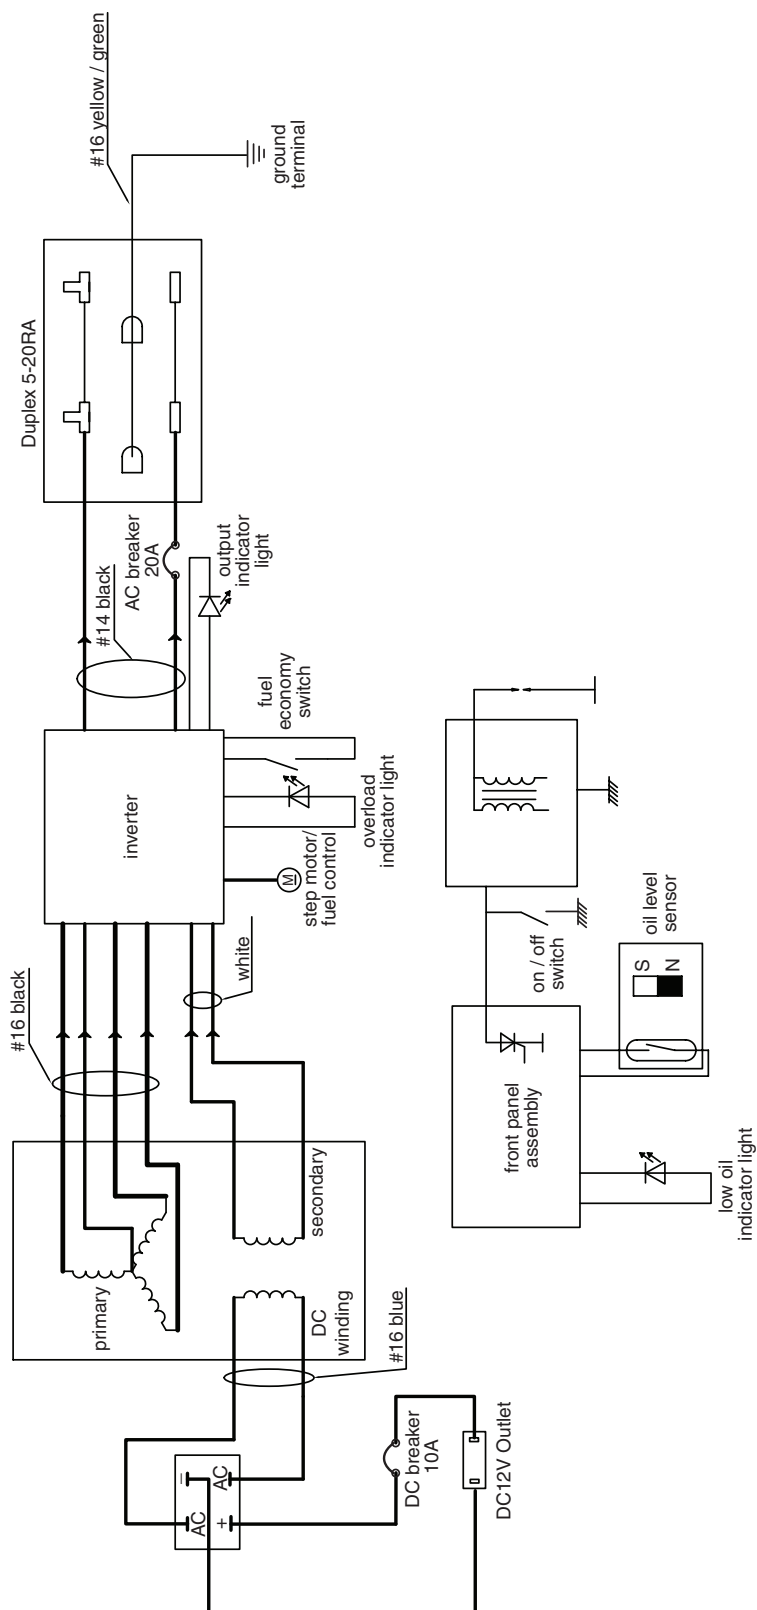 #16 yellow / green
ground
terminal
Duplex 5-20RA
AC breaker
20A
output
indicator
light
#14 black
fuel
economy
switch
overload
indicator light
step motor/
fuel control
M
inverter
white
#16 black
secondary
primary
DC
winding
#16 blue
AC
–
+
AC
DC breaker
10A
DC12V Outlet
on / off
switch
oil level
sensor
S
N
front panel
assembly
low oil
indicator light